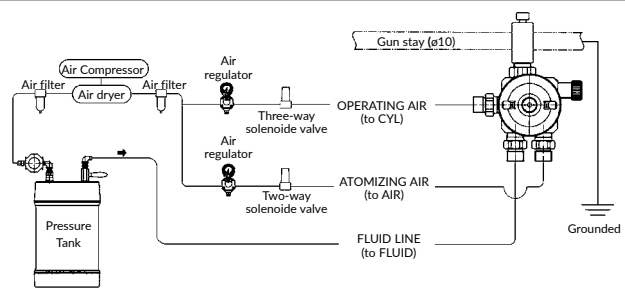 Gun stay (ø10)
Air Compressor
Air filter
Air dryer
Air filter
Air
regulator
Three-way
solenoide valve
OPERATING AIR
(to CYL)
Air
regulator
Two-way
solenoide valve
ATOMIZING AIR
(to AIR)
Pressure
Tank
FLUID LINE
(to FLUID)
Grounded